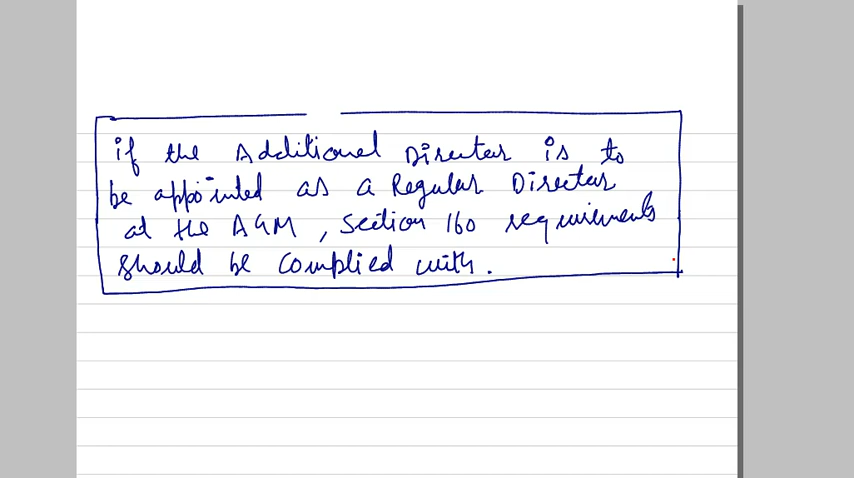 if the Additional Director is to
be appointed as a Regular Director
at the AGM, Section 160 requirements
should be complied with.